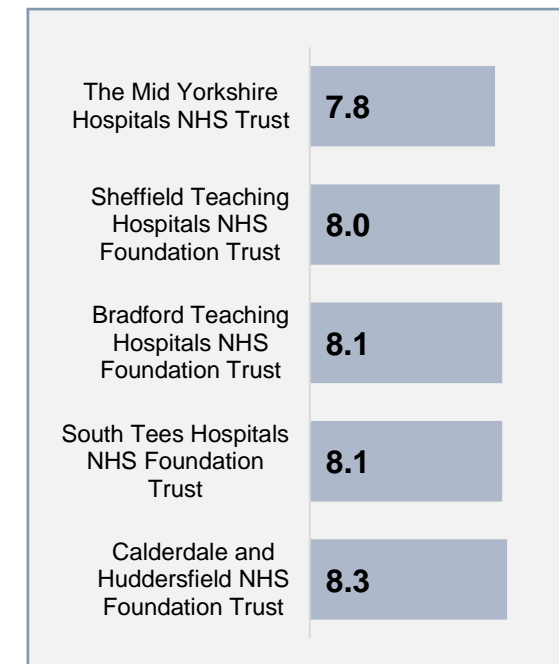 The Mid Yorkshire
Hospitals NHS Trust
7.8
Sheffield Teaching
Hospitals NHS
Foundation Trust
8.0
Bradford Teaching
Hospitals NHS
Foundation Trust
8.1
South Tees Hospitals
NHS Foundation
Trust
8.1
Calderdale and
Huddersfield NHS
Foundation Trust
8.3